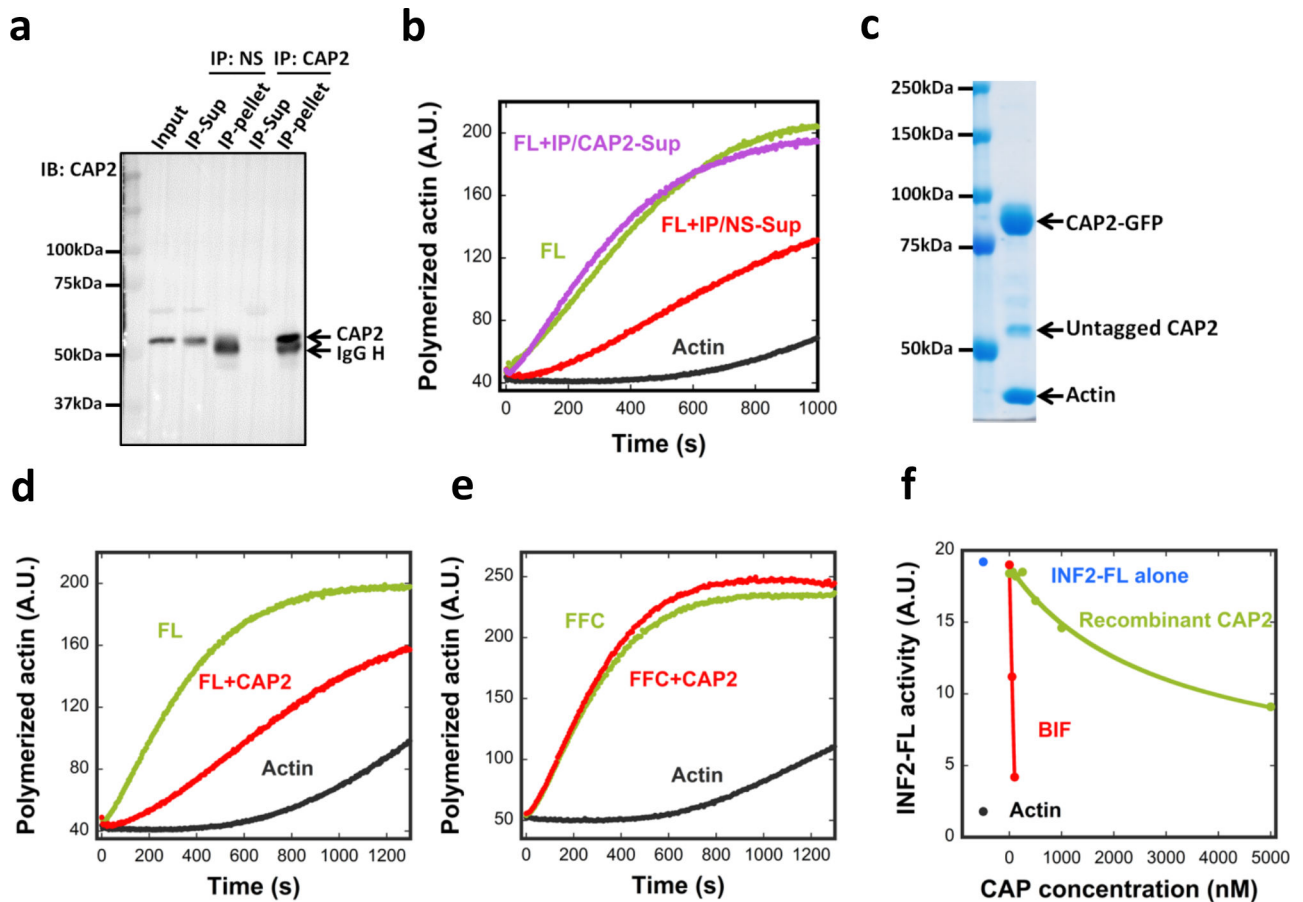 a
IP: NS IP: CAP2
Input IP-Sup IP-pellet IP-Sup IP-pellet
IB: CAP2
100kDa
75kDa
50kDa
37kDa
CAP2
IgG H
b
Polymerized actin (A.U.)
200
160
120
80
40
FL+IP/CAP2-Sup
FL
FL+IP/NS-Sup
Actin
0 200 400 600 800 1000
Time (s)
c
250kDa
150kDa
100kDa
75kDa
50kDa
CAP2-GFP
Untagged CAP2
Actin
d
Polymerized actin (A.U.)
200
160
120
80
40
FL
FL+CAP2
Actin
0 200 400 600 800 1000 1200
Time (s)
e
Polymerized actin (A.U.)
250
200
150
100
50
FFC
FFC+CAP2
Actin
0 200 400 600 800 1000 1200
Time (s)
f
INF2-FL activity (A.U.)
20
15
10
5
0
INF2-FL alone
Recombinant CAP2
BIF
Actin
0 1000 2000 3000 4000 5000
CAP concentration (nM)